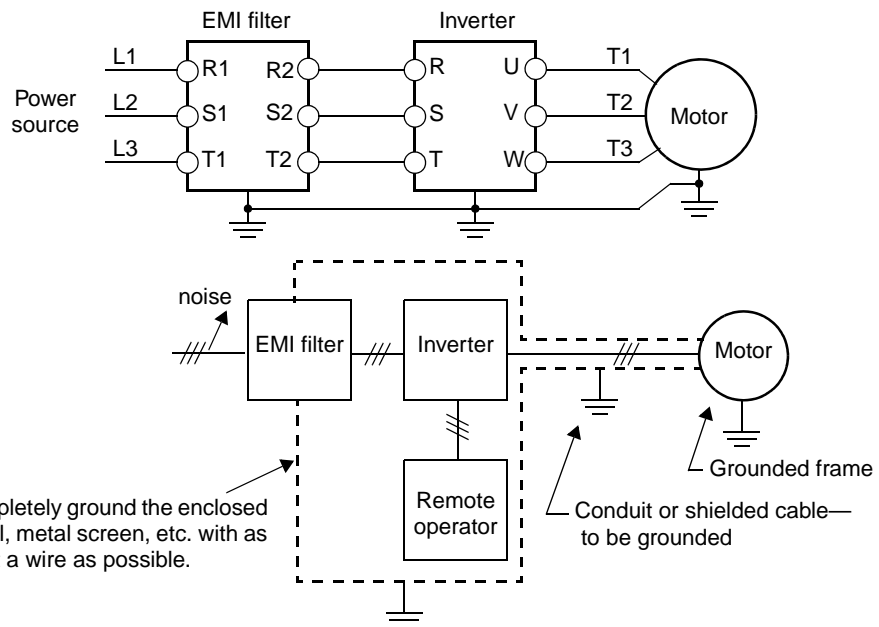 EMI filter Inverter
L1 R1 R2 R U T1
Power source L2 S1 S2 S V T2 Motor
L3 T1 T2 T W T3
noise
EMI filter Inverter Motor
Grounded frame
Remote
operator
Conduit or shielded cable—
to be grounded
ground the enclosed
metal screen, etc. with as
a wire as possible.